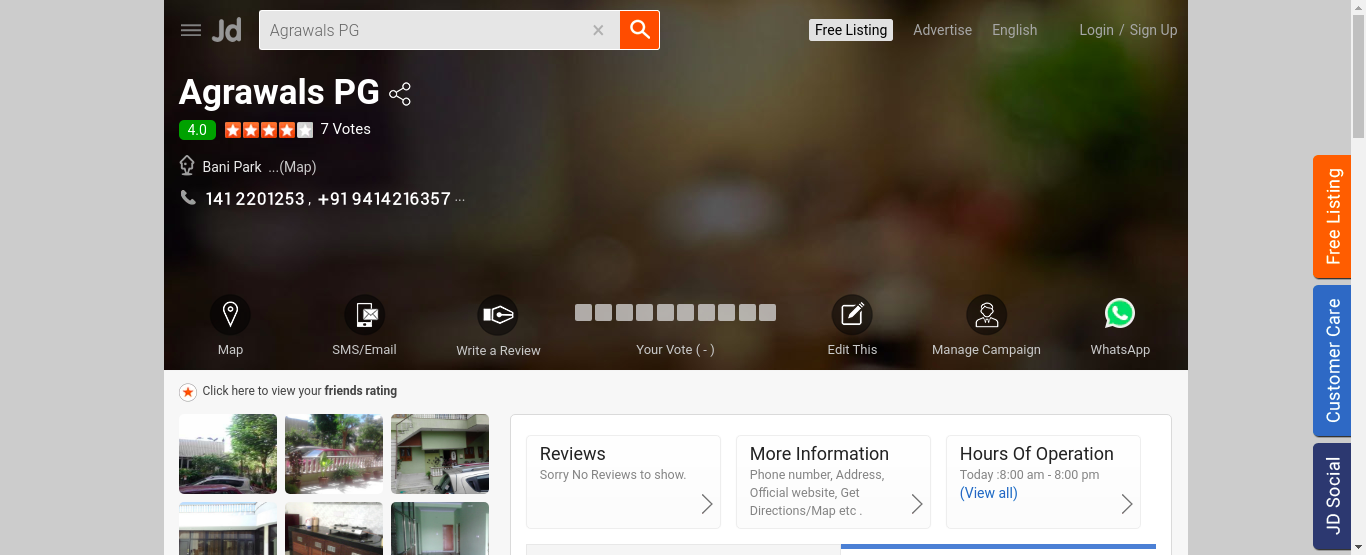 Jd
Agrawals PG ×
Free Listing Advertise English Login / Sign Up
Agrawals PG
4.0 7 Votes
Bani Park ...(Map)
141 2201253 , +91 9414216357 ...
Map
SMS/Email
Write a Review
Your Vote ( - )
Edit This
Manage Campaign
WhatsApp
Click here to view your friends rating
Reviews
Sorry No Reviews to show.
More Information
Phone number, Address,
Official website, Get
Directions/Map etc .
Hours Of Operation
Today :8:00 am - 8:00 pm
(View all)
Free Listing
Customer Care
JD Social